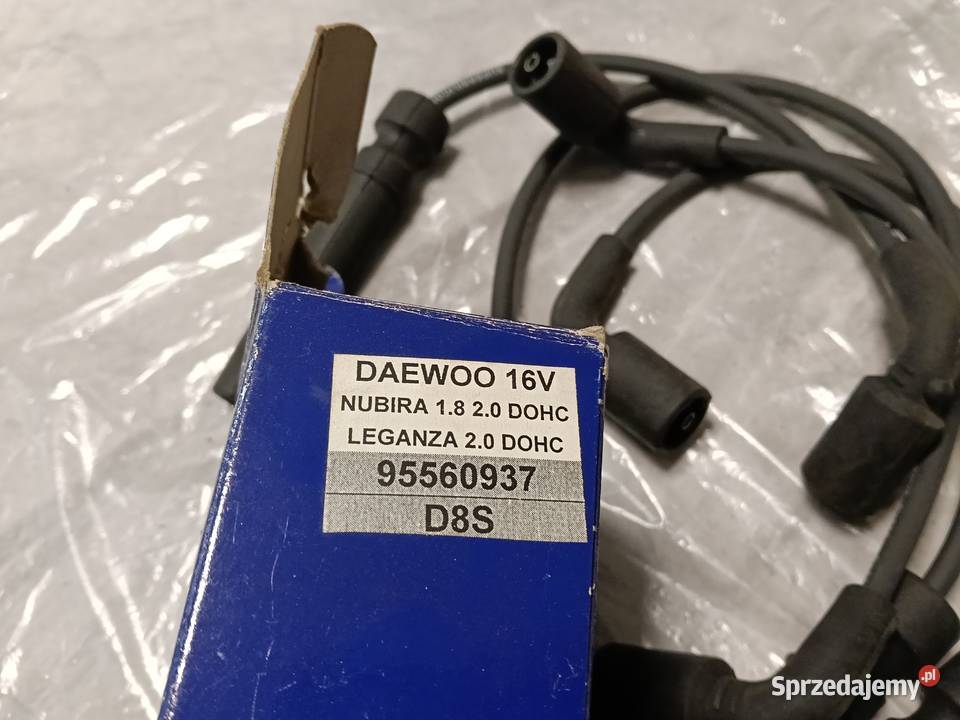 DAEWOO 16V
NUBIRA 1.8 2.0 DOHC
LEGANZA 2.0 DOHC
95560937
D8S
Sprzedajemy.pl